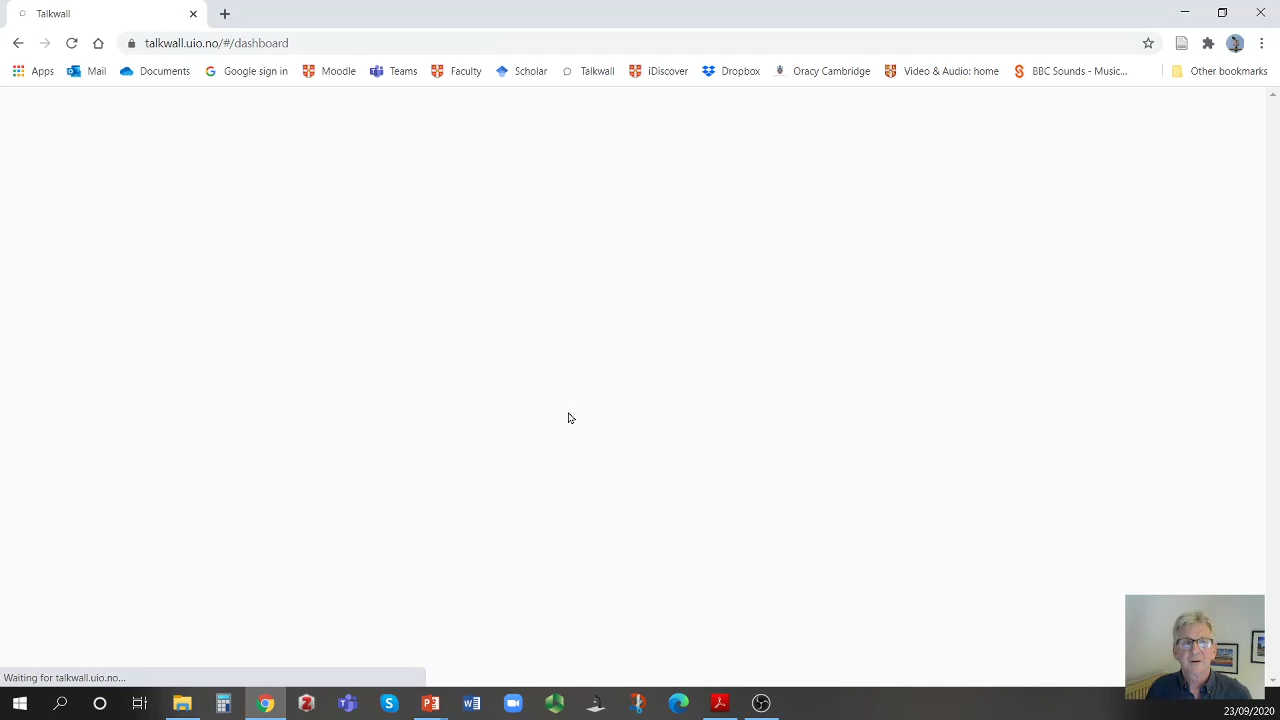 Talkwall
talkwall.uio.no/#/dashboard
Apps Mail Documents Google sign in Moodle Teams Faculty Scholar Talkwall iDiscover Dropbox Oracy Cambridge Video & Audio: home BBC Sounds - Music... Other bookmarks
Waiting for talkwall.uio.no...
23/09/2020